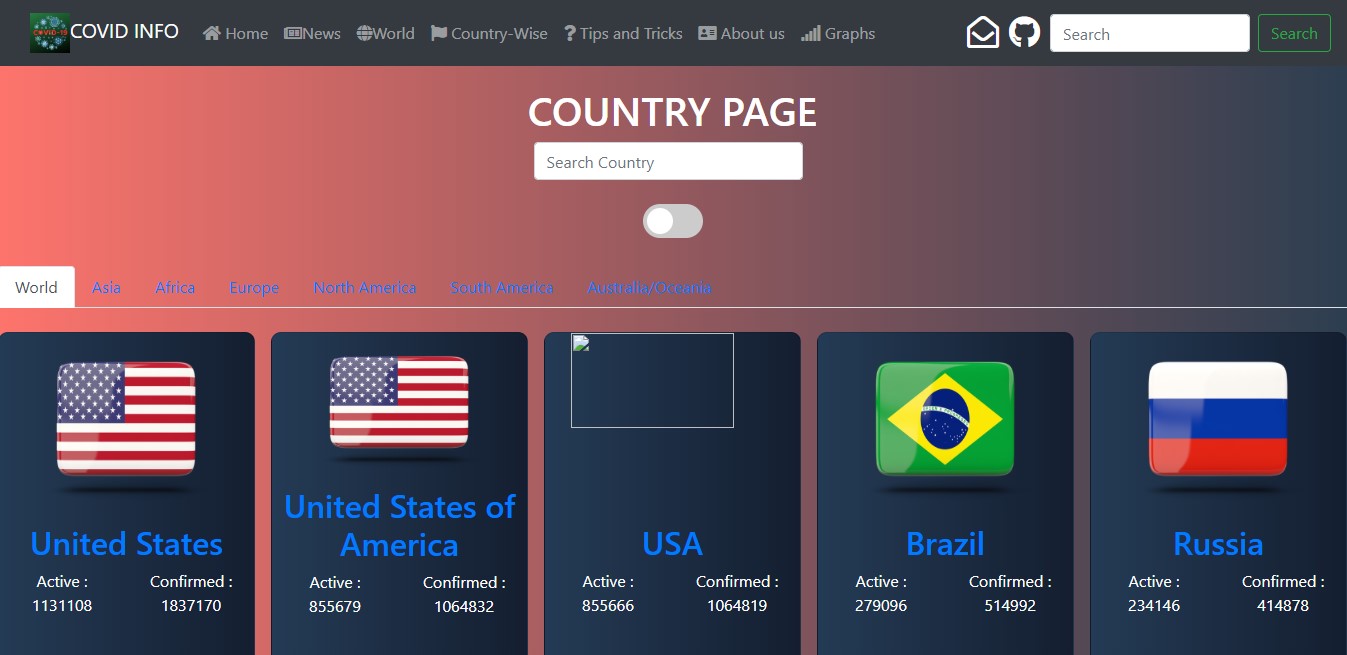 COVID INFO
Home
News
World
Country-Wise
Tips and Tricks
About us
Graphs
Search
Search
COUNTRY PAGE
Search Country
World
Asia
Africa
Europe
North America
South America
Australia/Oceania
United States
Active :
1131108
Confirmed :
1837170
United States of
America
Active :
855679
Confirmed :
1064832
USA
Active :
855666
Confirmed :
1064819
Brazil
Active :
279096
Confirmed :
514992
Russia
Active :
234146
Confirmed :
414878